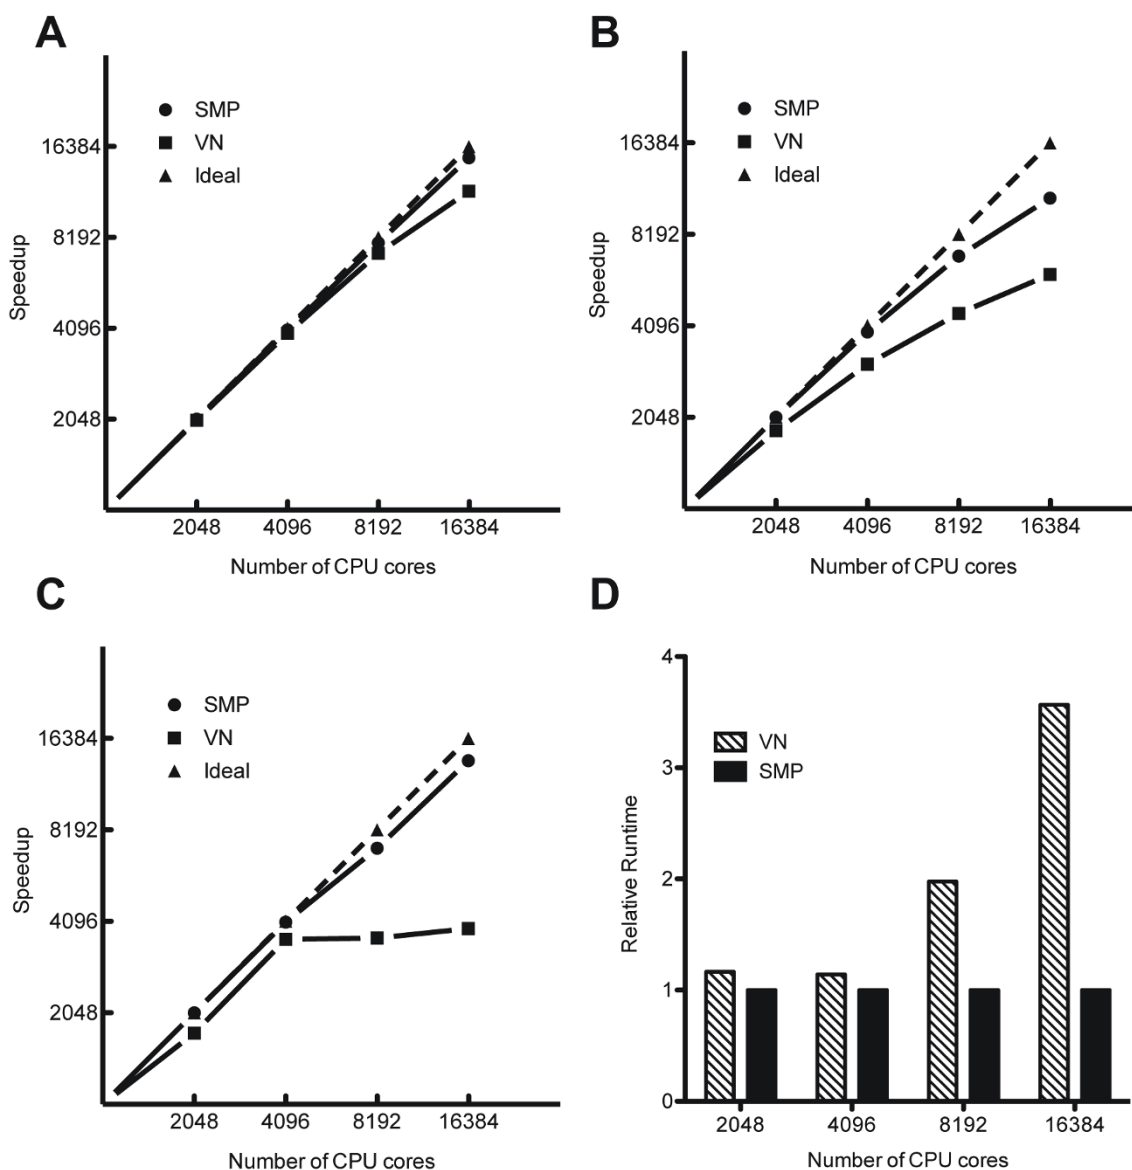 A
SMP
VN
Ideal
16384
8192
4096
2048
Speedup
2048 4096 8192 16384
Number of CPU cores
B
SMP
VN
Ideal
16384
8192
4096
2048
Speedup
2048 4096 8192 16384
Number of CPU cores
C
SMP
VN
Ideal
16384
8192
4096
2048
Speedup
2048 4096 8192 16384
Number of CPU cores
D
4
3
2
1
0
VN
SMP
Relative Runtime
2048 4096 8192 16384
Number of CPU cores